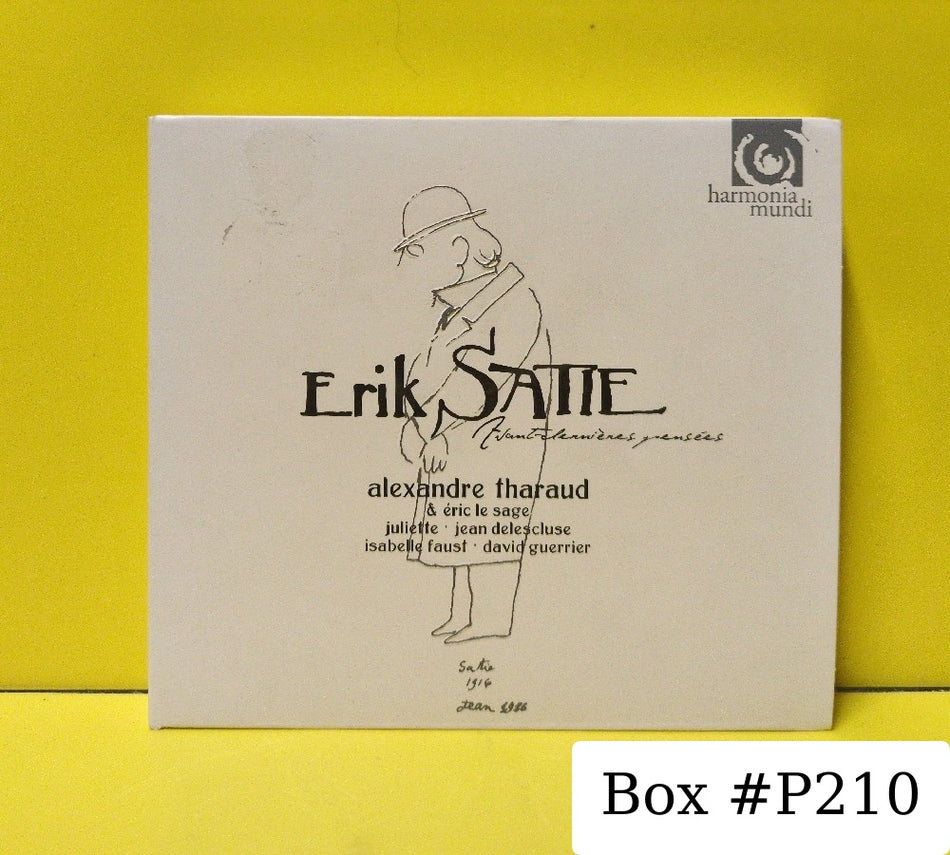 harmonia
mundi
Erik SATIE
Avant-dernières pensées
alexandre tharaud
& éric le sage
juliette · jean delescluse
isabelle faust · david guerrier
Satie
1916
Jean 1916
Box #P210